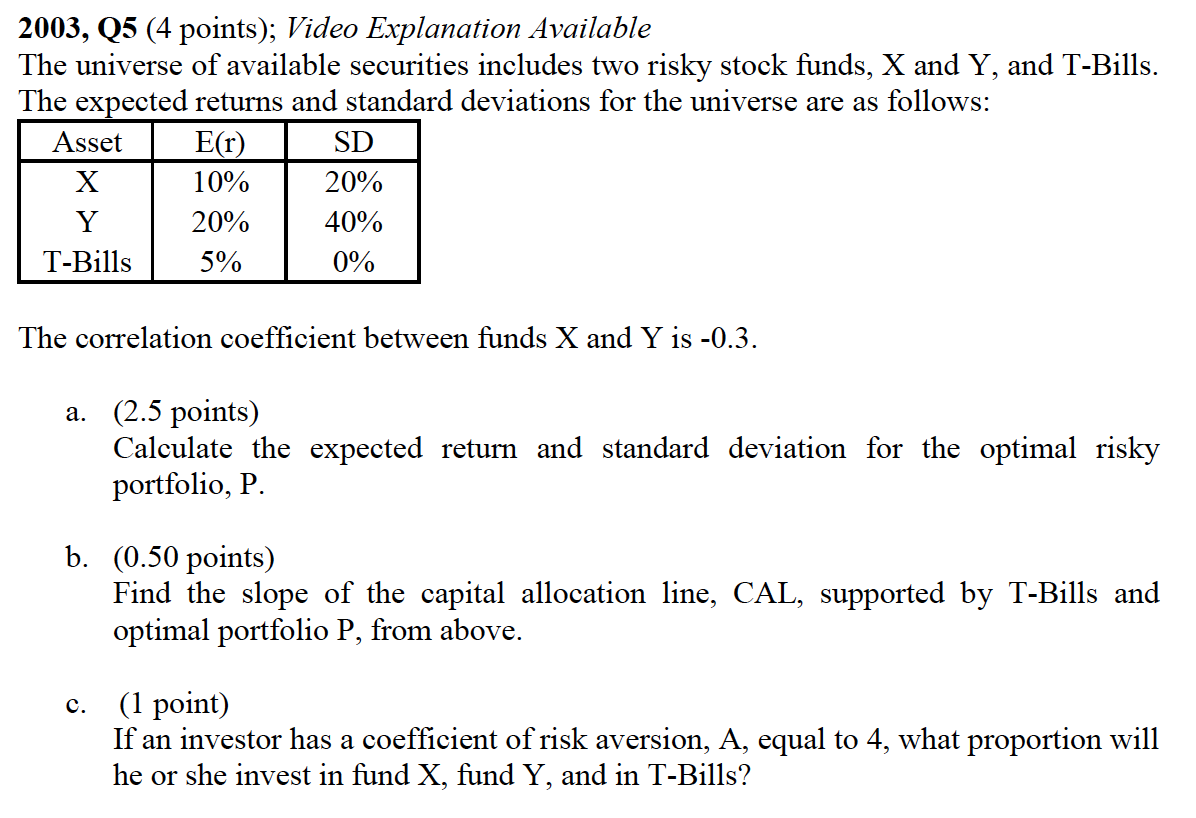 2003, Q5 (4 points); Video Explanation Available
The universe of available securities includes two risky stock funds, X and Y, and T-Bills.
The expected returns and standard deviations for the universe are as follows:
Asset E(r) SD
X 10% 20%
Y 20% 40%
T-Bills 5% 0%
The correlation coefficient between funds X and Y is -0.3.
a. (2.5 points)
Calculate the expected return and standard deviation for the optimal risky
portfolio, P.
b. (0.50 points)
Find the slope of the capital allocation line, CAL, supported by T-Bills and
optimal portfolio P, from above.
c. (1 point)
If an investor has a coefficient of risk aversion, A, equal to 4, what proportion will
he or she invest in fund X, fund Y, and in T-Bills?